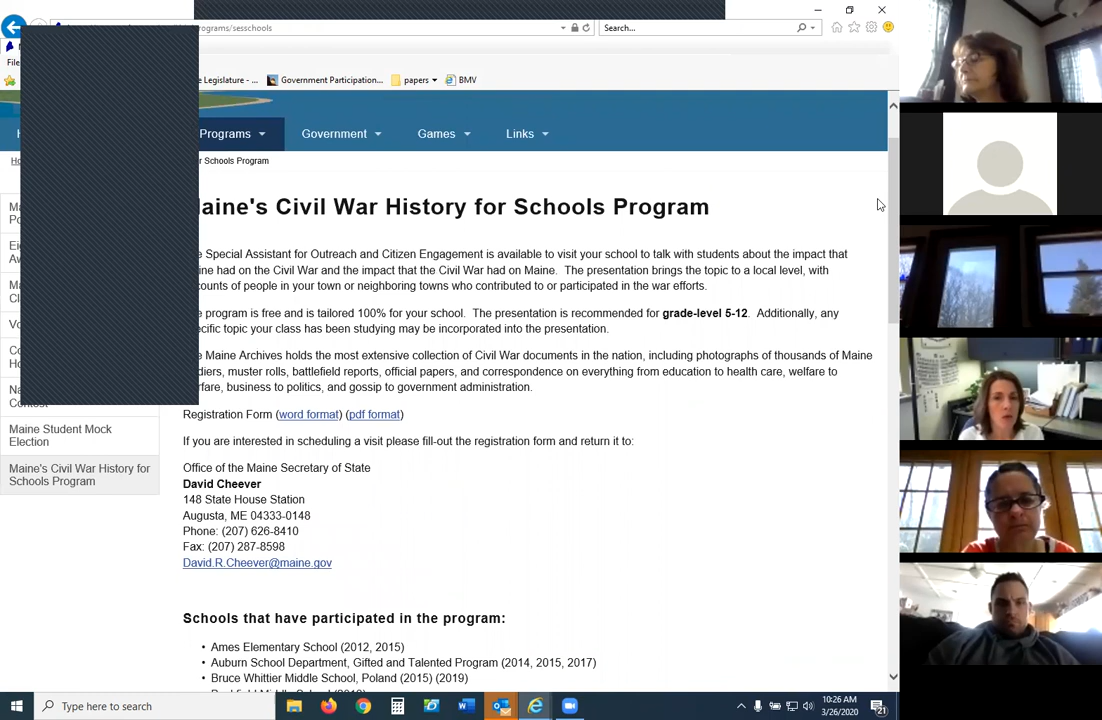 rograms/sesschools
Search...
File
e Legislature - ...
Government Participation...
papers
BMV
H
Programs
Government
Games
Links
Ho
r Schools Program
aine's Civil War History for Schools Program
e Special Assistant for Outreach and Citizen Engagement is available to visit your school to talk with students about the impact that
ine had on the Civil War and the impact that the Civil War had on Maine. The presentation brings the topic to a local level, with
counts of people in your town or neighboring towns who contributed to or participated in the war efforts.
e program is free and is tailored 100% for your school. The presentation is recommended for grade-level 5-12. Additionally, any
ecific topic your class has been studying may be incorporated into the presentation.
e Maine Archives holds the most extensive collection of Civil War documents in the nation, including photographs of thousands of Maine
diers, muster rolls, battlefield reports, official papers, and correspondence on everything from education to health care, welfare to
rfare, business to politics, and gossip to government administration.
Registration Form (word format) (pdf format)
If you are interested in scheduling a visit please fill-out the registration form and return it to:
Office of the Maine Secretary of State
David Cheever
148 State House Station
Augusta, ME 04333-0148
Phone: (207) 626-8410
Fax: (207) 287-8598
David.R.Cheever@maine.gov
Schools that have participated in the program:
• Ames Elementary School (2012, 2015)
• Auburn School Department, Gifted and Talented Program (2014, 2015, 2017)
• Bruce Whittier Middle School, Poland (2015) (2019)
Maine Student Mock
Election
Maine's Civil War History for
Schools Program
Type here to search
10:26 AM
3/26/2020
21